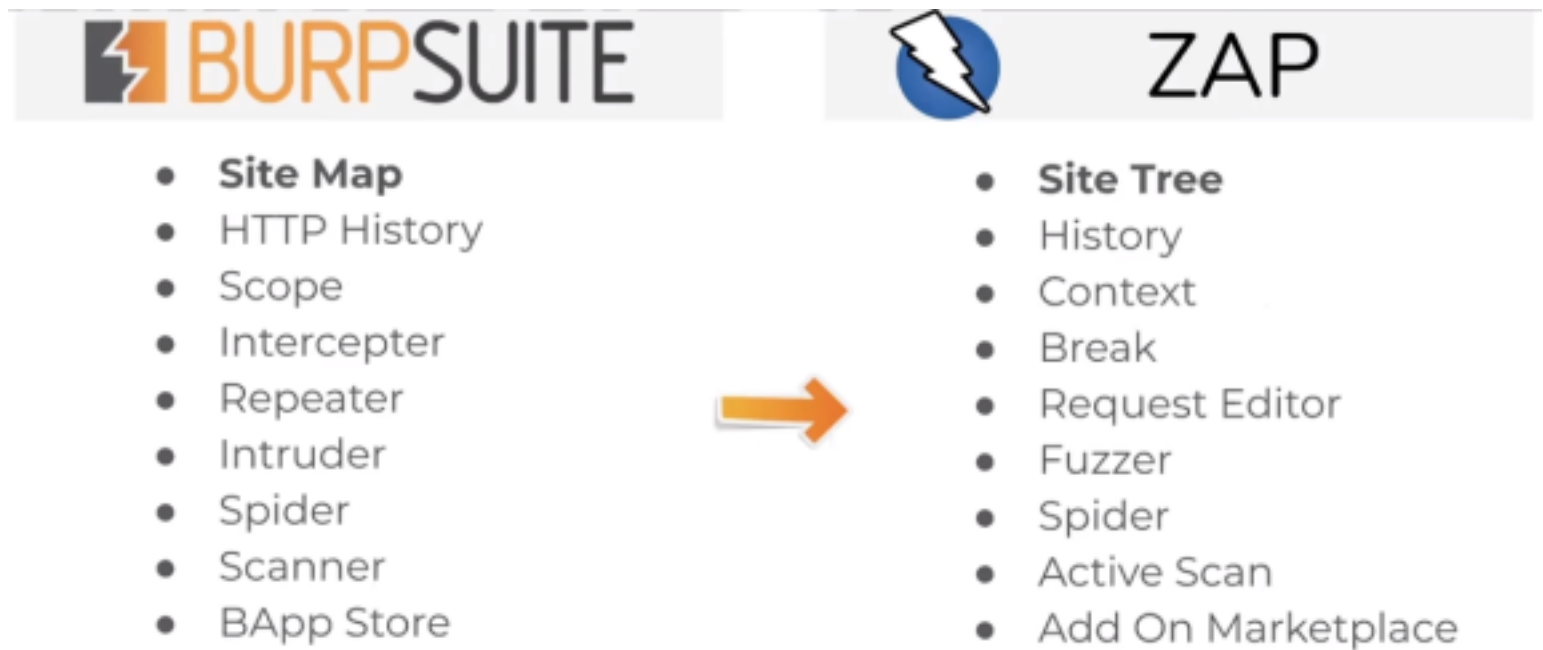 BURPSUITE
Site Map
HTTP History
Scope
Intercepter
Repeater
Intruder
Spider
Scanner
BApp Store
ZAP
Site Tree
History
Context
Break
Request Editor
Fuzzer
Spider
Active Scan
Add On Marketplace